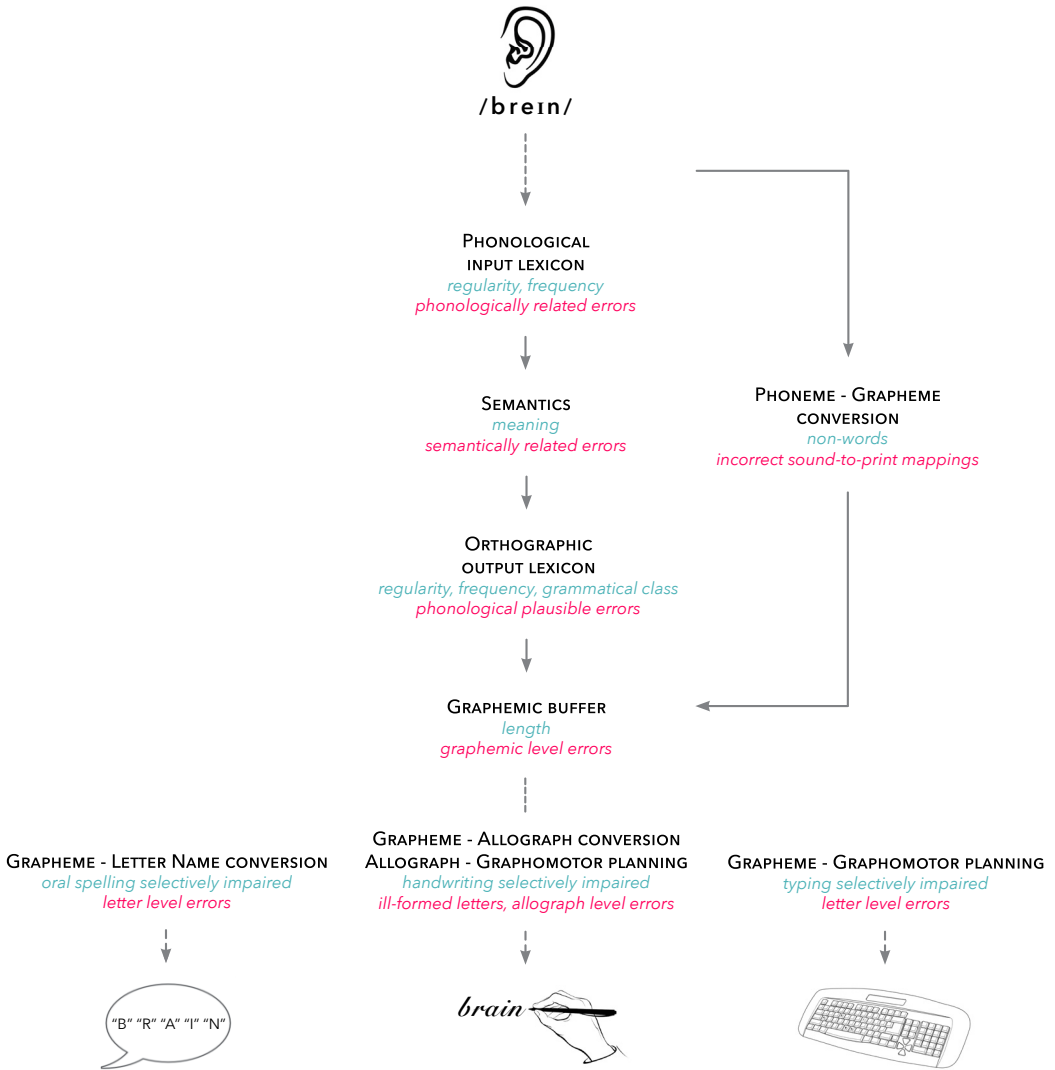 /breɪn/
PHONOLOGICAL
INPUT LEXICON
regularity, frequency
phonologically related errors
SEMANTICS
meaning
semantically related errors
PHONEME - GRAPHEME
CONVERSION
non-words
incorrect sound-to-print mappings
ORTHOGRAPHIC
OUTPUT LEXICON
regularity, frequency, grammatical class
phonological plausible errors
GRAPHEMIC BUFFER
length
graphemic level errors
GRAPHEME - LETTER NAME CONVERSION
oral spelling selectively impaired
letter level errors
GRAPHEME - ALLOGRAPH CONVERSION
ALLOGRAPH - GRAPHOMOTOR PLANNING
handwriting selectively impaired
ill-formed letters, allograph level errors
GRAPHEME - GRAPHOMOTOR PLANNING
typing selectively impaired
letter level errors
“B” “R” “A” “I” “N”
brain